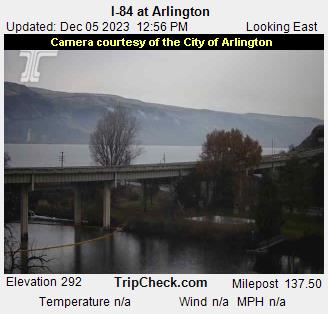 I-84 at Arlington
Updated: Dec 05 2023 12:56 PM Looking East
Camera courtesy of the City of Arlington
Elevation 292 TripCheck.com Milepost 137.50
Temperature n/a Wind n/a MPH n/a